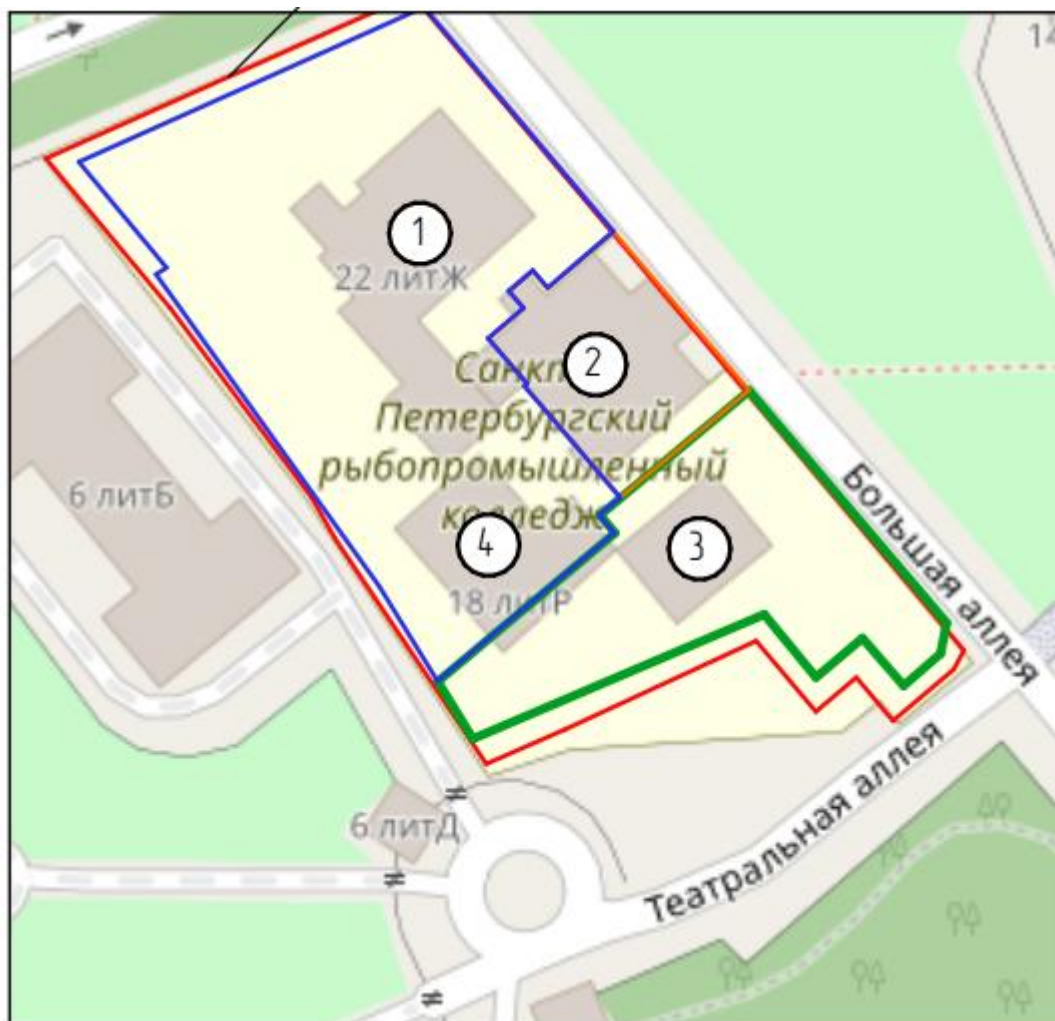 14
1
22 литЖ
2
Санкт-
Петербургский
рыбопромышленный
колледж
6 литБ
4
3
18 литР
Большая аллея
6 литД
Театральная аллея